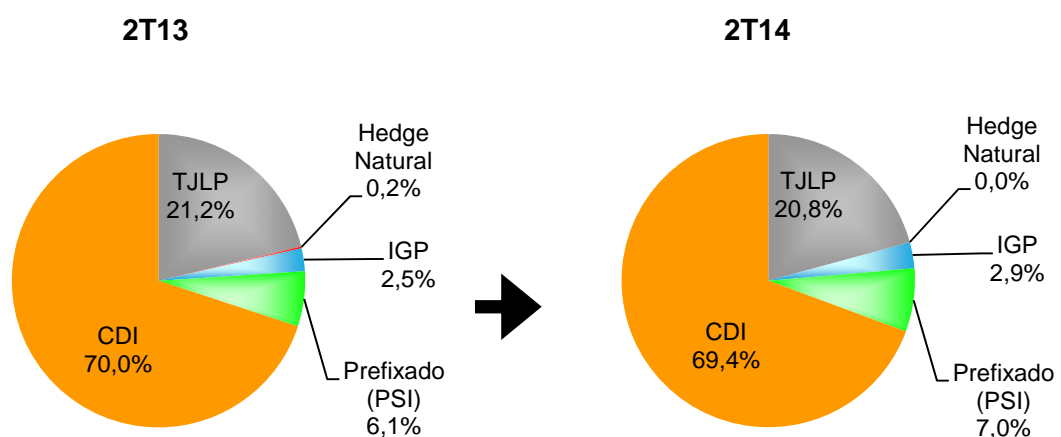 2T13
TJLP
21,2%
Hedge
Natural
0,2%
IGP
2,5%
CDI
70,0%
Prefixado
(PSI)
6,1%
2T14
TJLP
20,8%
Hedge
Natural
0,0%
IGP
2,9%
CDI
69,4%
Prefixado
(PSI)
7,0%